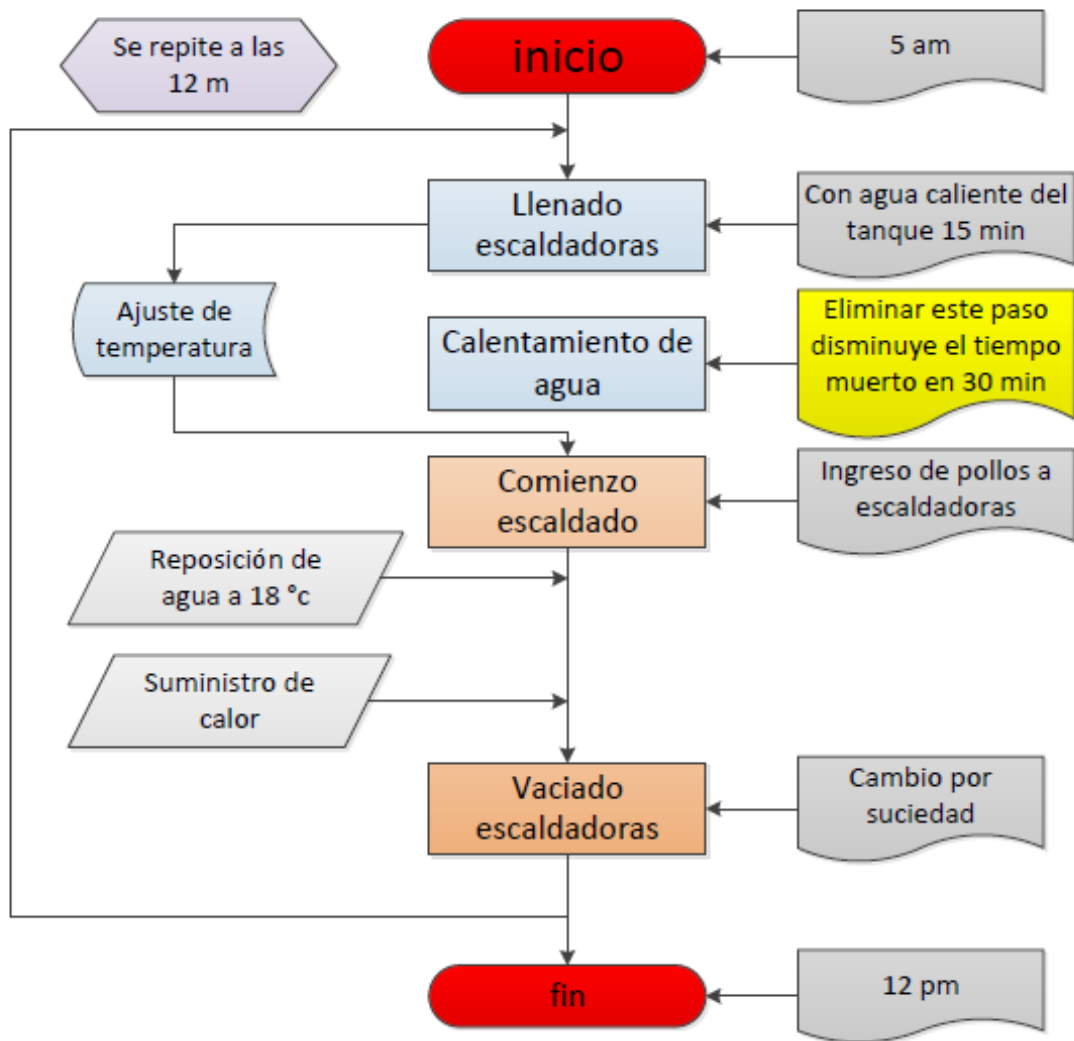 Se repite a las
12 m
inicio
5 am
Llenado
escaldadoras
Con agua caliente del
tanque 15 min
Ajuste de
temperatura
Calentamiento de
agua
Eliminar este paso
disminuye el tiempo
muerto en 30 min
Comienzo
escaldado
Ingreso de pollos a
escaldadoras
Reposición de
agua a 18 °c
Suministro de
calor
Vaciado
escaldadoras
Cambio por
suciedad
fin
12 pm